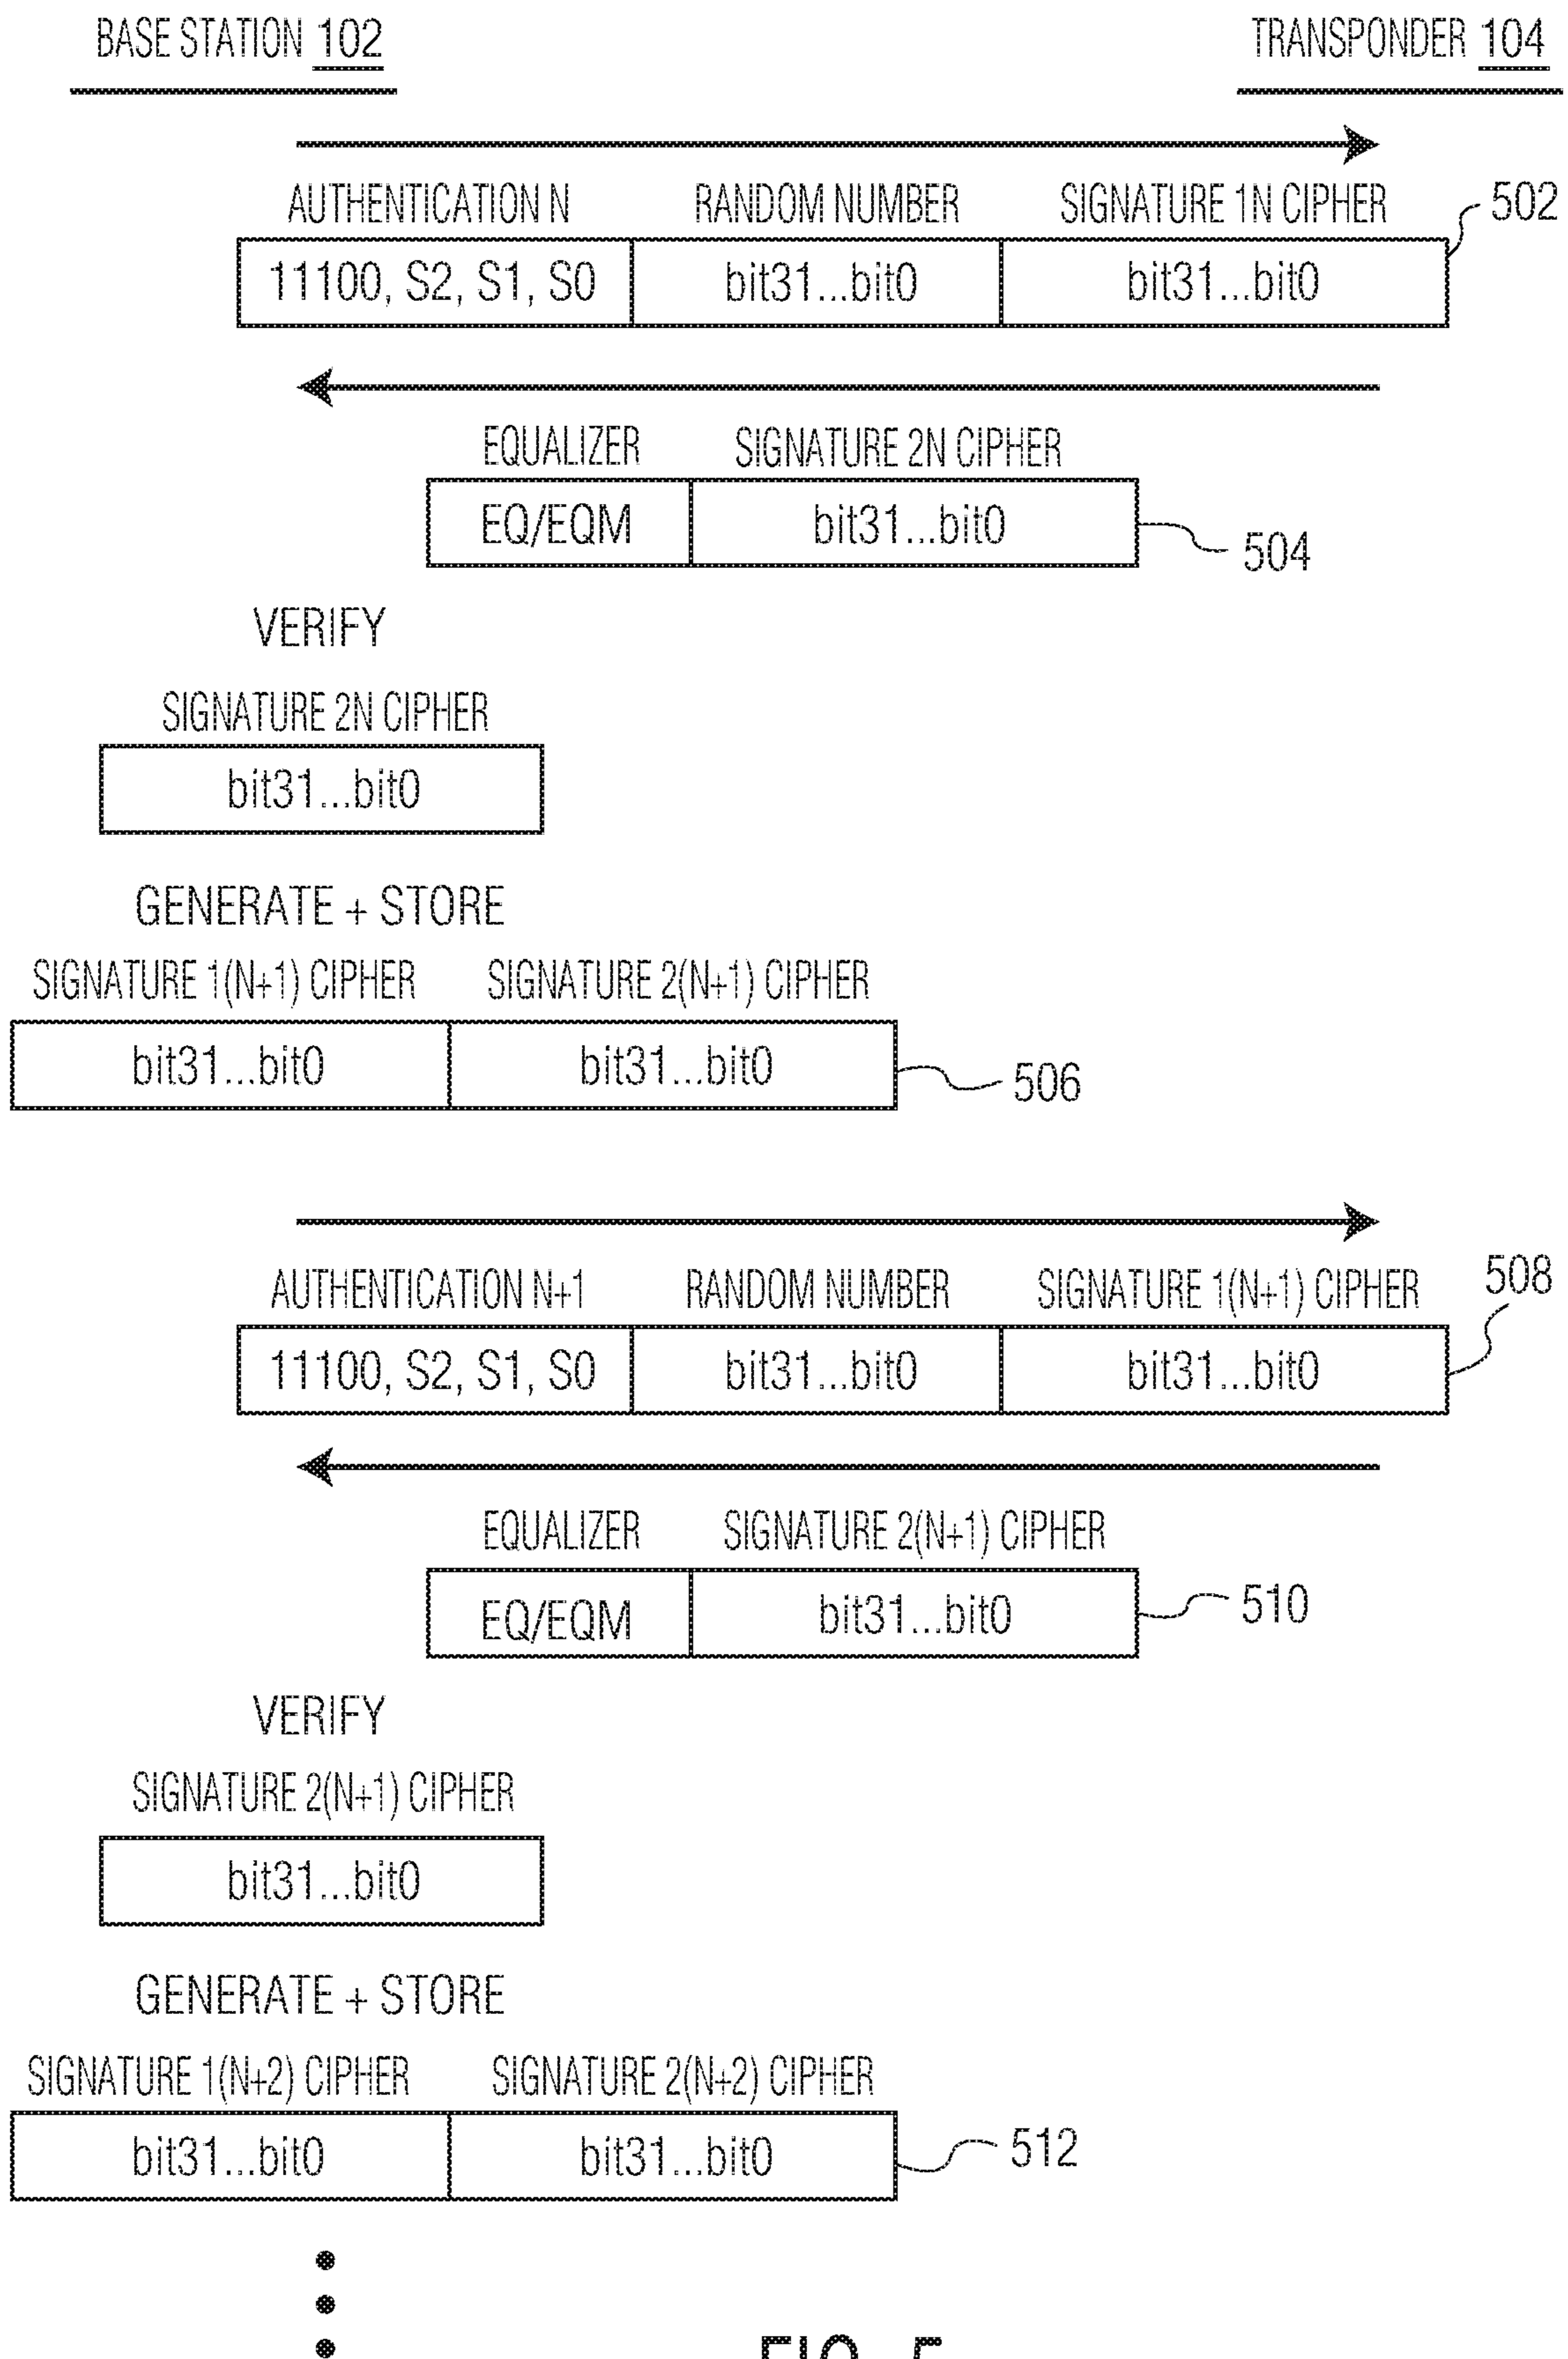 BASE STATION 102
TRANSPONDER 104
AUTHENTICATION N RANDOM NUMBER SIGNATURE 1N CIPHER
502
11100, S2, S1, S0 bit31...bit0 bit31...bit0
EQUALIZER SIGNATURE 2N CIPHER
EQ/EQM bit31...bit0
504
VERIFY
SIGNATURE 2N CIPHER
bit31...bit0
GENERATE + STORE
SIGNATURE 1(N+1) CIPHER SIGNATURE 2(N+1) CIPHER
bit31...bit0 bit31...bit0
506
AUTHENTICATION N+1 RANDOM NUMBER SIGNATURE 1(N+1) CIPHER
508
11100, S2, S1, S0 bit31...bit0 bit31...bit0
EQUALIZER SIGNATURE 2(N+1) CIPHER
EQ/EQM bit31...bit0
510
VERIFY
SIGNATURE 2(N+1) CIPHER
bit31...bit0
GENERATE + STORE
SIGNATURE 1(N+2) CIPHER SIGNATURE 2(N+2) CIPHER
bit31...bit0 bit31...bit0
512